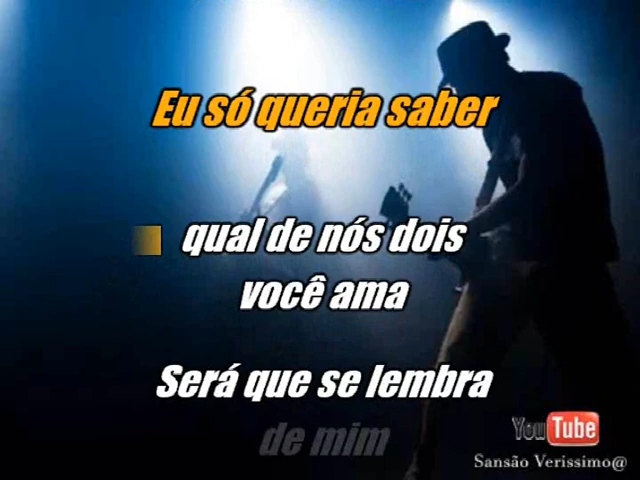 Eu só queria saber
qual de nós dois
você ama
Será que se lembra
de mim
YouTube
Sansão Verissimo@